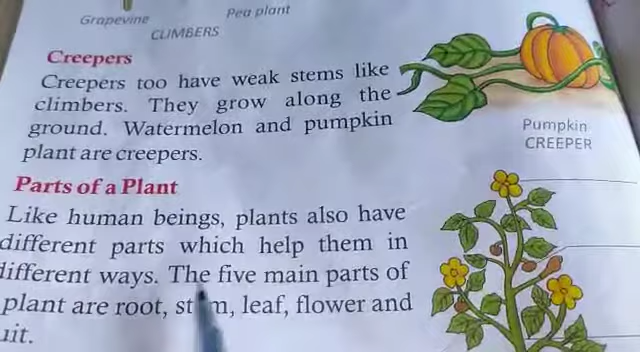 Grapevine
Pea plant
CLIMBERS
Creepers
Creepers too have weak stems like
climbers. They grow along the
ground. Watermelon and pumpkin
plant are creepers.
Pumpkin
CREEPER
Parts of a Plant
Like human beings, plants also have
different parts which help them in
different ways. The five main parts of
plant are root, stem, leaf, flower and
uit.